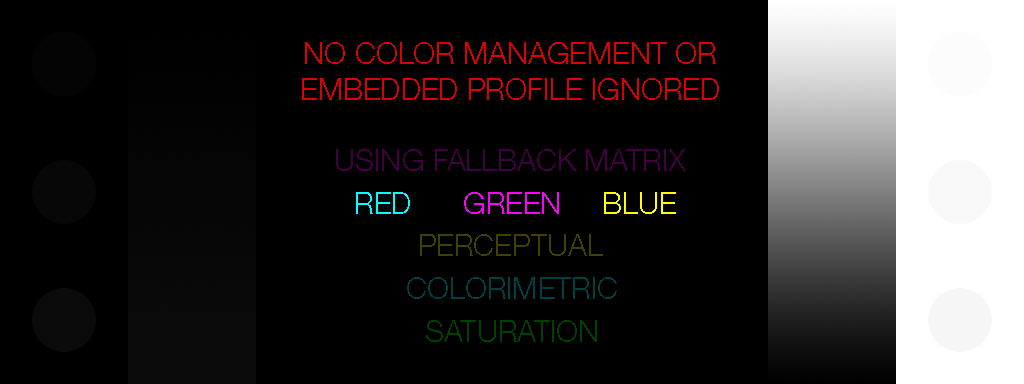 NO COLOR MANAGEMENT OR
EMBEDDED PROFILE IGNORED
USING FALLBACK MATRIX
RED GREEN BLUE
PERCEPTUAL
COLORIMETRIC
SATURATION